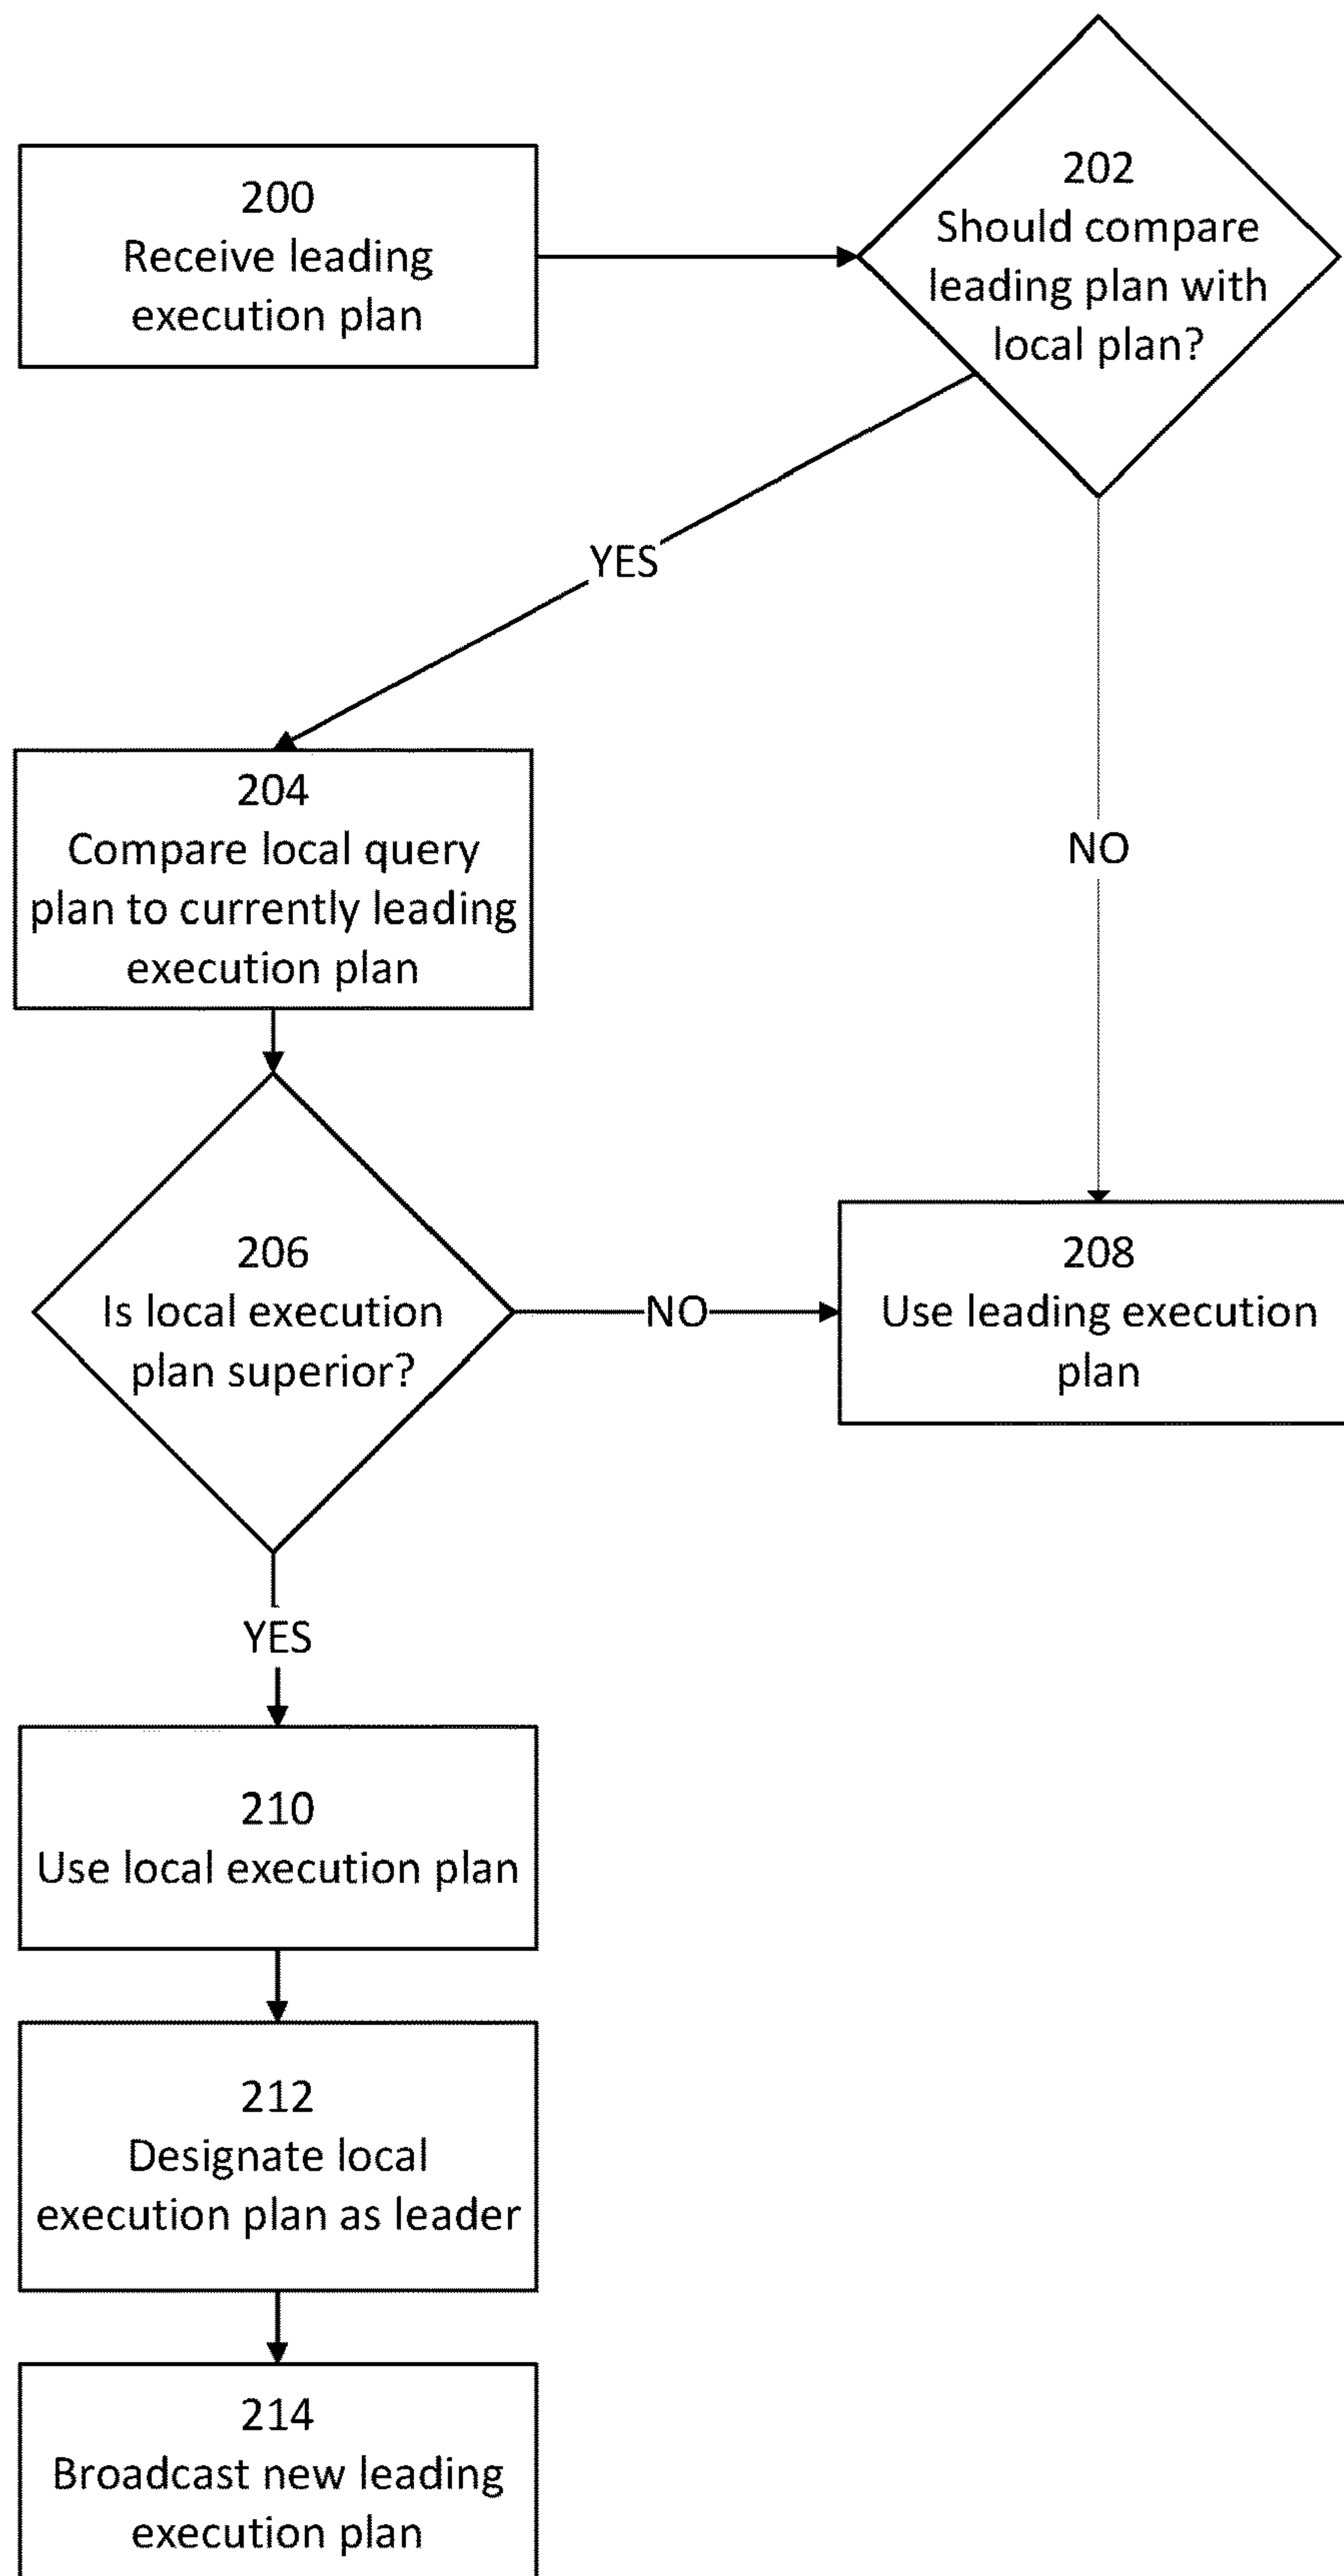 200
Receive leading
execution plan
202
Should compare
leading plan with
local plan?
YES
204
Compare local query
plan to currently leading
execution plan
NO
206
Is local execution
plan superior?
NO
208
Use leading execution
plan
YES
210
Use local execution plan
212
Designate local
execution plan as leader
214
Broadcast new leading
execution plan